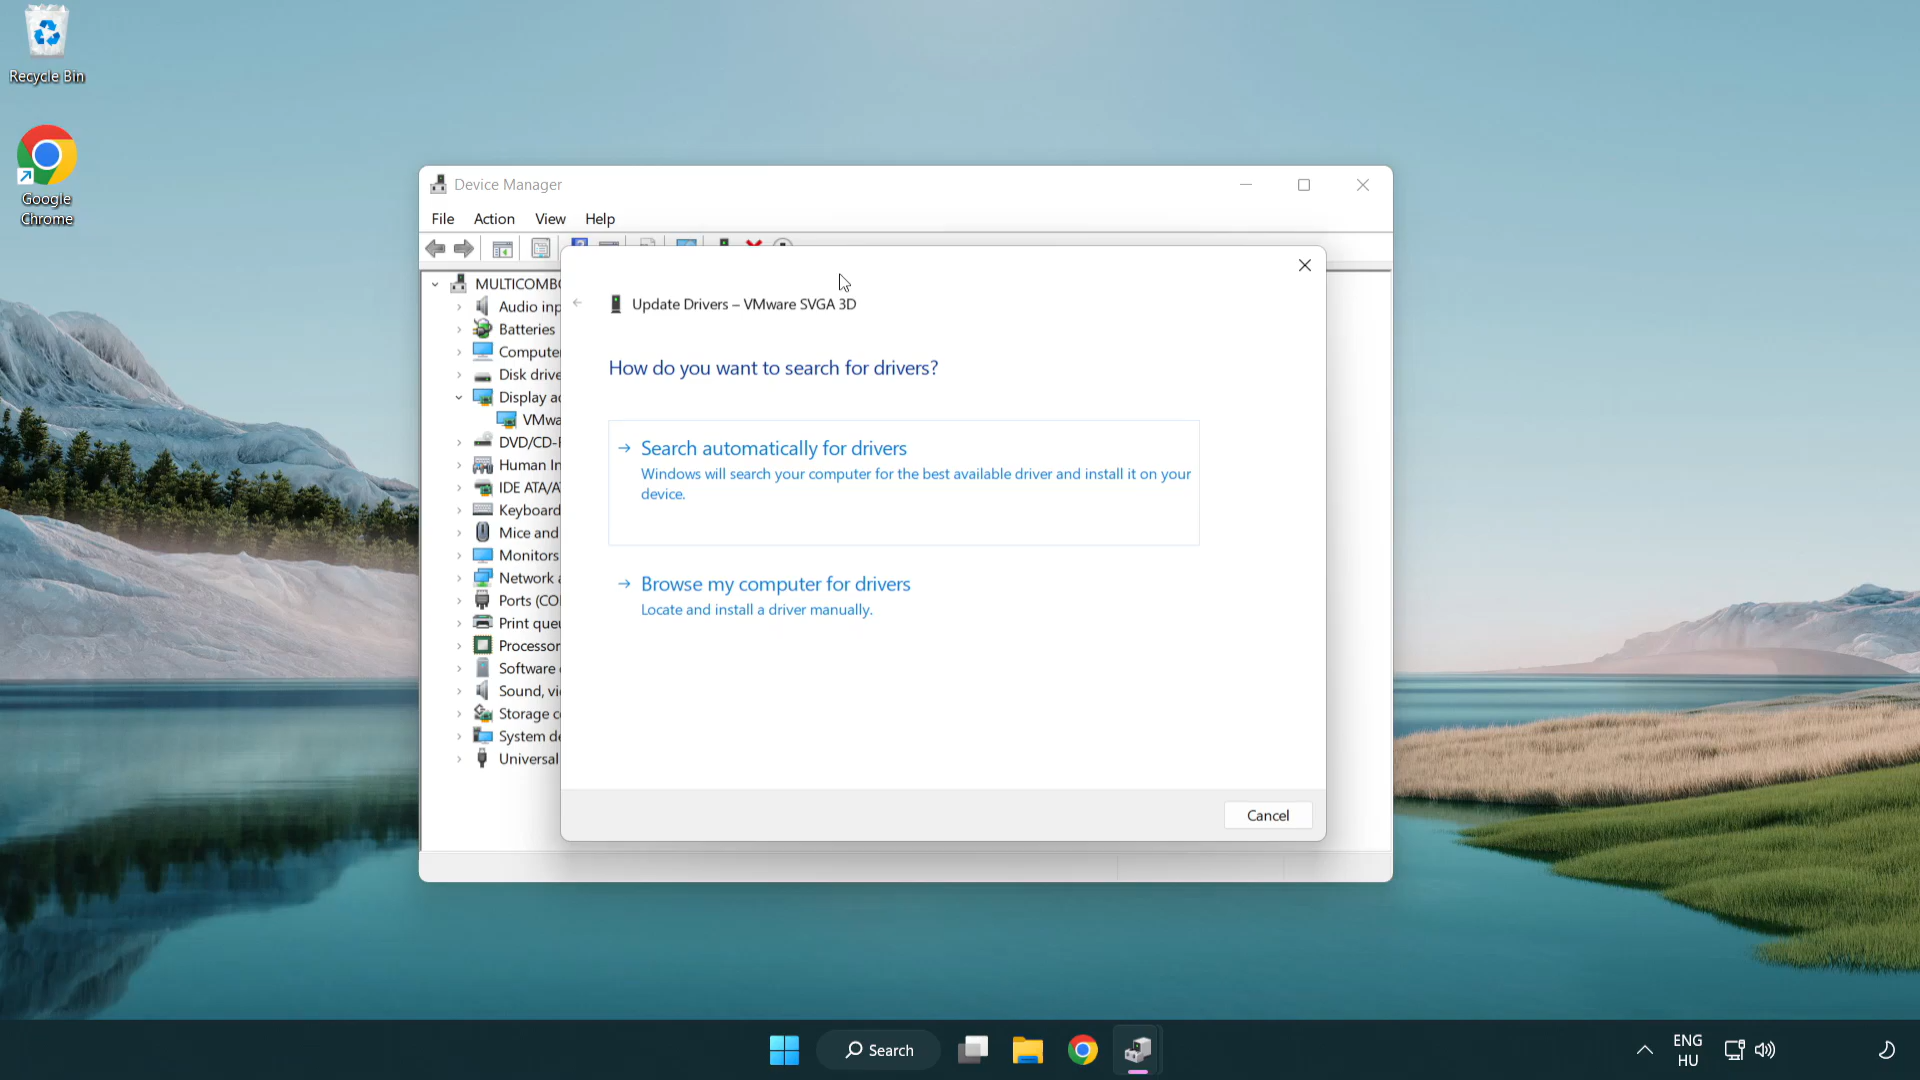 Recycle Bin
Google
Chrome
Device Manager
File Action View Help
MULTICOMBO
Audio inp
Batteries
Compute
Disk drive
Display a
VMwa
DVD/CD-R
Human In
IDE ATA/A
Keyboard
Mice and
Monitors
Network a
Ports (CO
Print que
Processor
Software
Sound, vi
Storage c
System de
Universal
Update Drivers – VMware SVGA 3D
How do you want to search for drivers?
Search automatically for drivers
Windows will search your computer for the best available driver and install it on your
device.
Browse my computer for drivers
Locate and install a driver manually.
Cancel
Search
ENG
HU